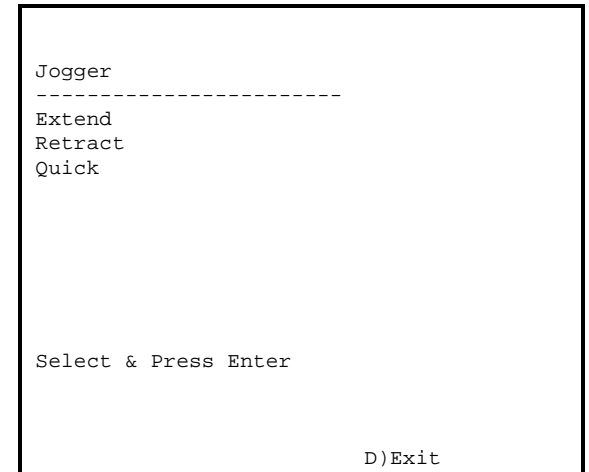 Jogger
------------------------
Extend
Retract
Quick
Select & Press Enter
D)Exit